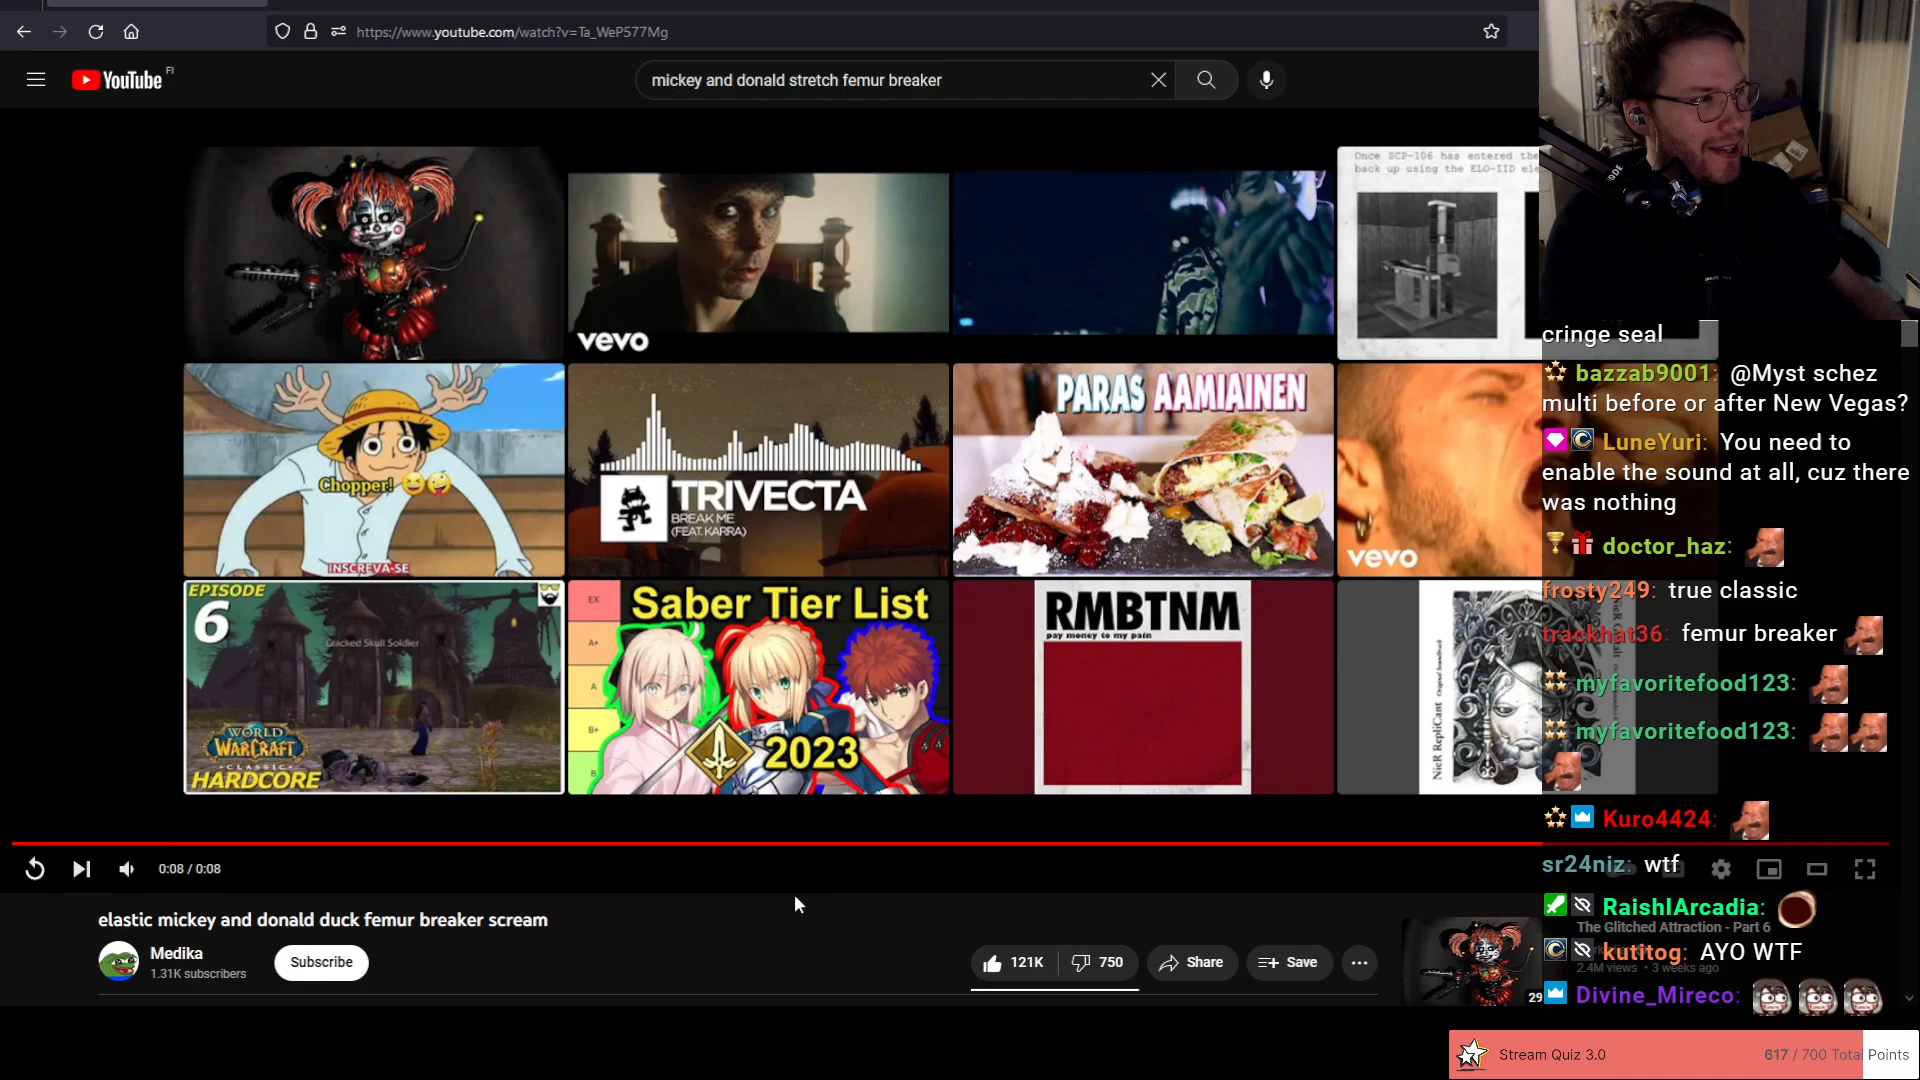 https://www.youtube.com/watch?v=Ta_WeP577Mg
YouTube FI
mickey and donald stretch femur breaker
vevo
Once SCP-106 has entered the
back up using the ELO-IID ele
Chopper!
INSCREVA-SE
TRIVECTA
BREAK ME
(FEAT. KARRA)
PARAS AAMIAINEN
vevo
EPISODE
6
Cracked Skull Soldier
WORLD
WARCRAFT
CLASSIC
HARDCORE
EX
A+
A
B+
B
Saber Tier List
2023
RMBTNM
pay money to my pain
NieR RepliCant Original Soundtrack
0:08 / 0:08
elastic mickey and donald duck femur breaker scream
Medika
1.31K subscribers
Subscribe
121K
750
Share
Save
The Glitched Attraction - Part 6
2.4M views • 3 weeks ago
29
cringe seal
bazzab9001: @Myst schez
multi before or after New Vegas?
LuneYuri: You need to
enable the sound at all, cuz there
was nothing
doctor_haz:
frosty249: true classic
trackhat36: femur breaker
myfavoritefood123:
myfavoritefood123:
Kuro4424:
sr24niz: wtf
RaishIArcadia:
kutitog: AYO WTF
Divine_Mireco:
Stream Quiz 3.0
617 / 700 Total Points